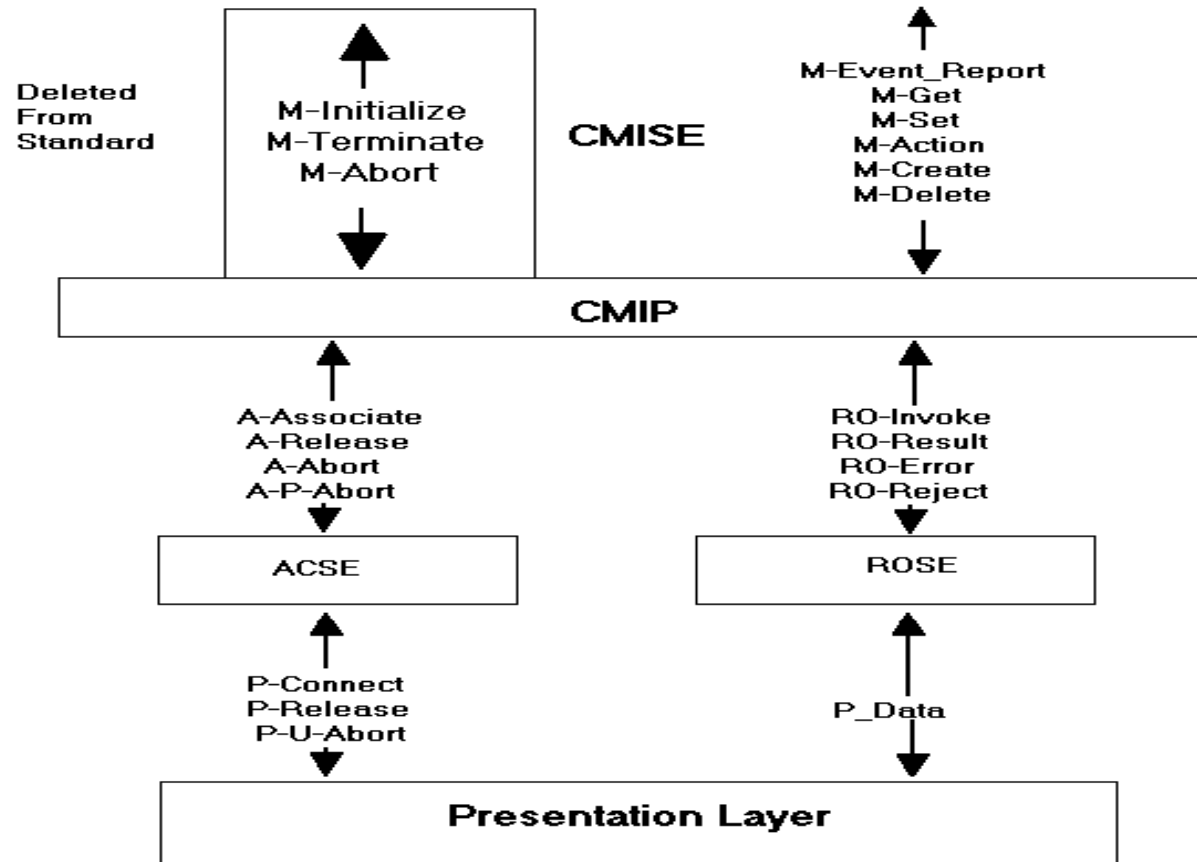 Deleted
From
Standard
M-Initialize
M-Terminate
M-Abort
CMISE
M-Event_Report
M-Get
M-Set
M-Action
M-Create
M-Delete
CMIP
A-Associate
A-Release
A-Abort
A-P-Abort
RO-Invoke
RO-Result
RO-Error
RO-Reject
ACSE
ROSE
P-Connect
P-Release
P-U-Abort
P_Data
Presentation Layer